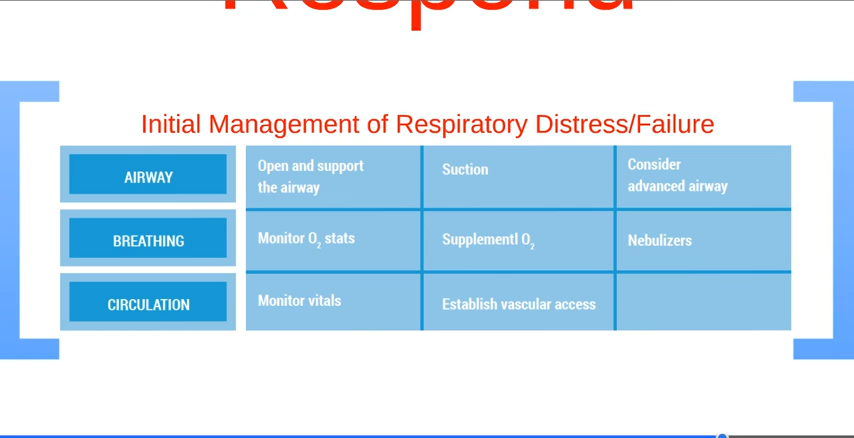 Respond
Initial Management of Respiratory Distress/Failure
AIRWAY
Open and support
the airway
Suction
Consider
advanced airway
BREATHING
Monitor O₂ stats
Supplementl O₂
Nebulizers
CIRCULATION
Monitor vitals
Establish vascular access